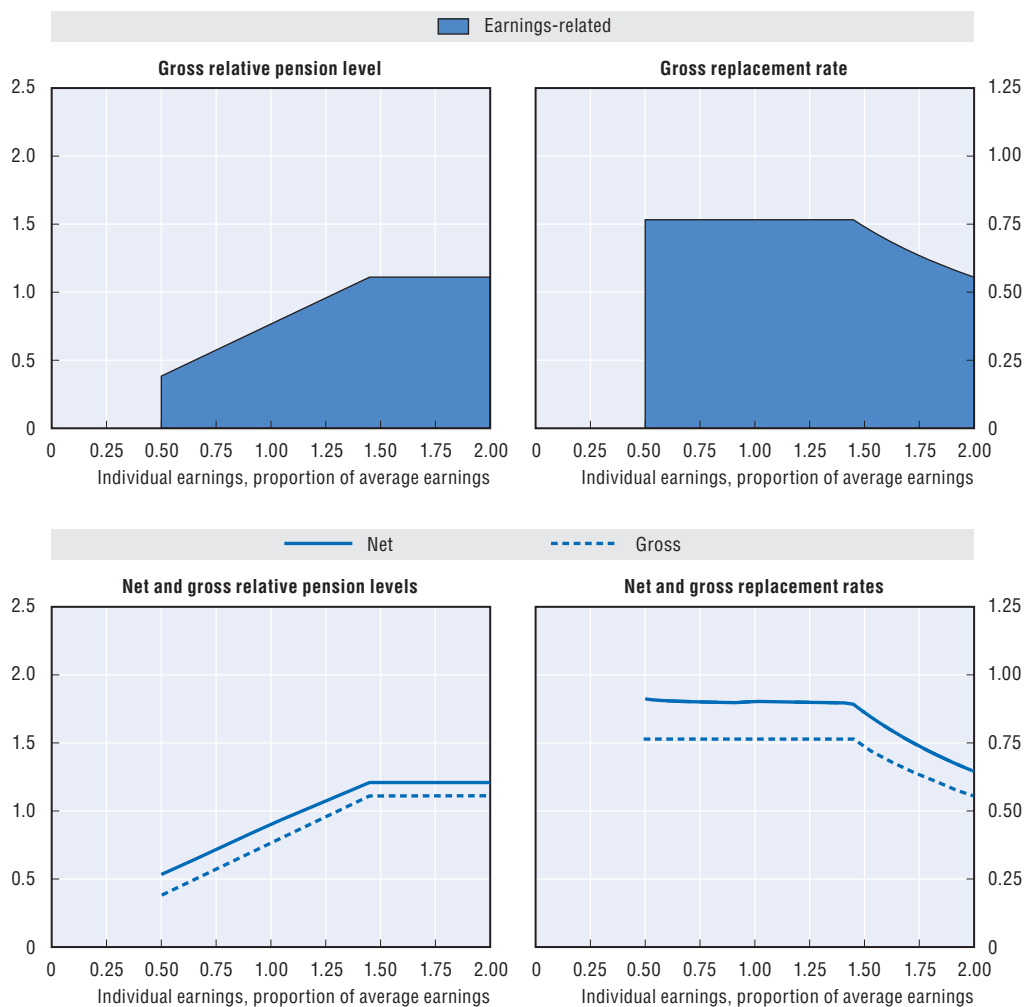 Earnings-related
Gross relative pension level
Gross replacement rate
2.5
2.0
1.5
1.0
0.5
0
1.25
1.00
0.75
0.50
0.25
0
0 0.25 0.50 0.75 1.00 1.25 1.50 1.75 2.00
0 0.25 0.50 0.75 1.00 1.25 1.50 1.75 2.00
Individual earnings, proportion of average earnings
Individual earnings, proportion of average earnings
Net Gross
Net and gross relative pension levels
Net and gross replacement rates
2.5
2.0
1.5
1.0
0.5
0
1.25
1.00
0.75
0.50
0.25
0
0 0.25 0.50 0.75 1.00 1.25 1.50 1.75 2.00
0 0.25 0.50 0.75 1.00 1.25 1.50 1.75 2.00
Individual earnings, proportion of average earnings
Individual earnings, proportion of average earnings